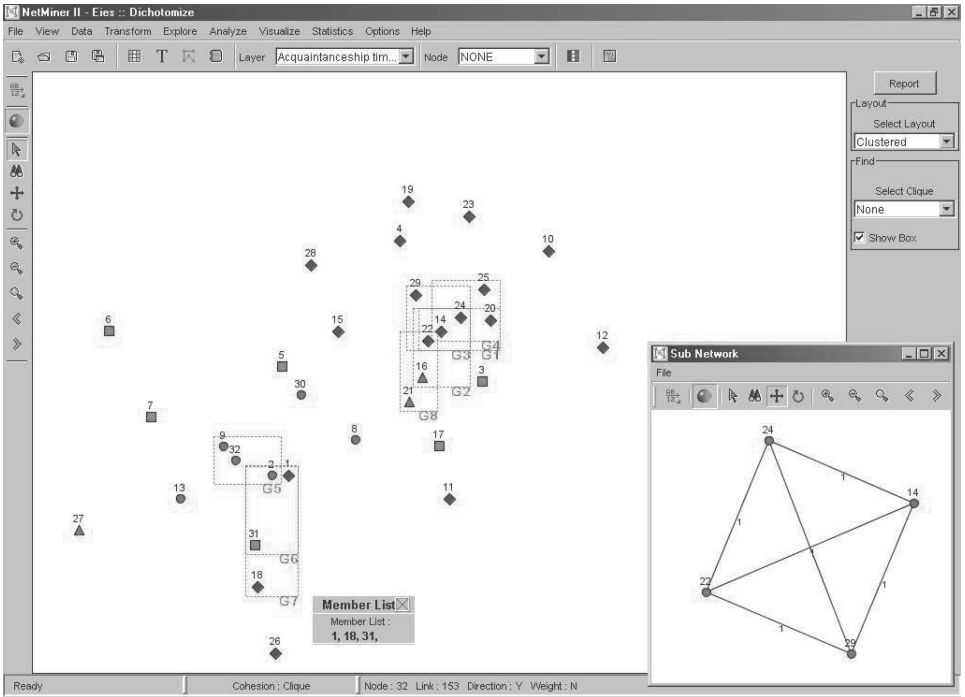 NetMiner II - Eies :: Dichotomize
File View Data Transform Explore Analyze Visualize Statistics Options Help
Layer Acquaintanceship tim... Node NONE
Report
Layout
Select Layout
Clustered
Find
Select Clique
None
Show Box
19
23
4
10
28
25
29
24
20
14
15
22
6
12
G4
G3 G1
5
16
3
30
21
G2
7
G8
8
17
9
32
2
1
G5
13
11
27
31
G6
18
G7
26
Member List
Member List :
1, 18, 31,
Sub Network
File
24
1
14
1
1
22
1
1
29
Ready Cohesion : Clique Node : 32 Link : 153 Direction : Y Weight : N